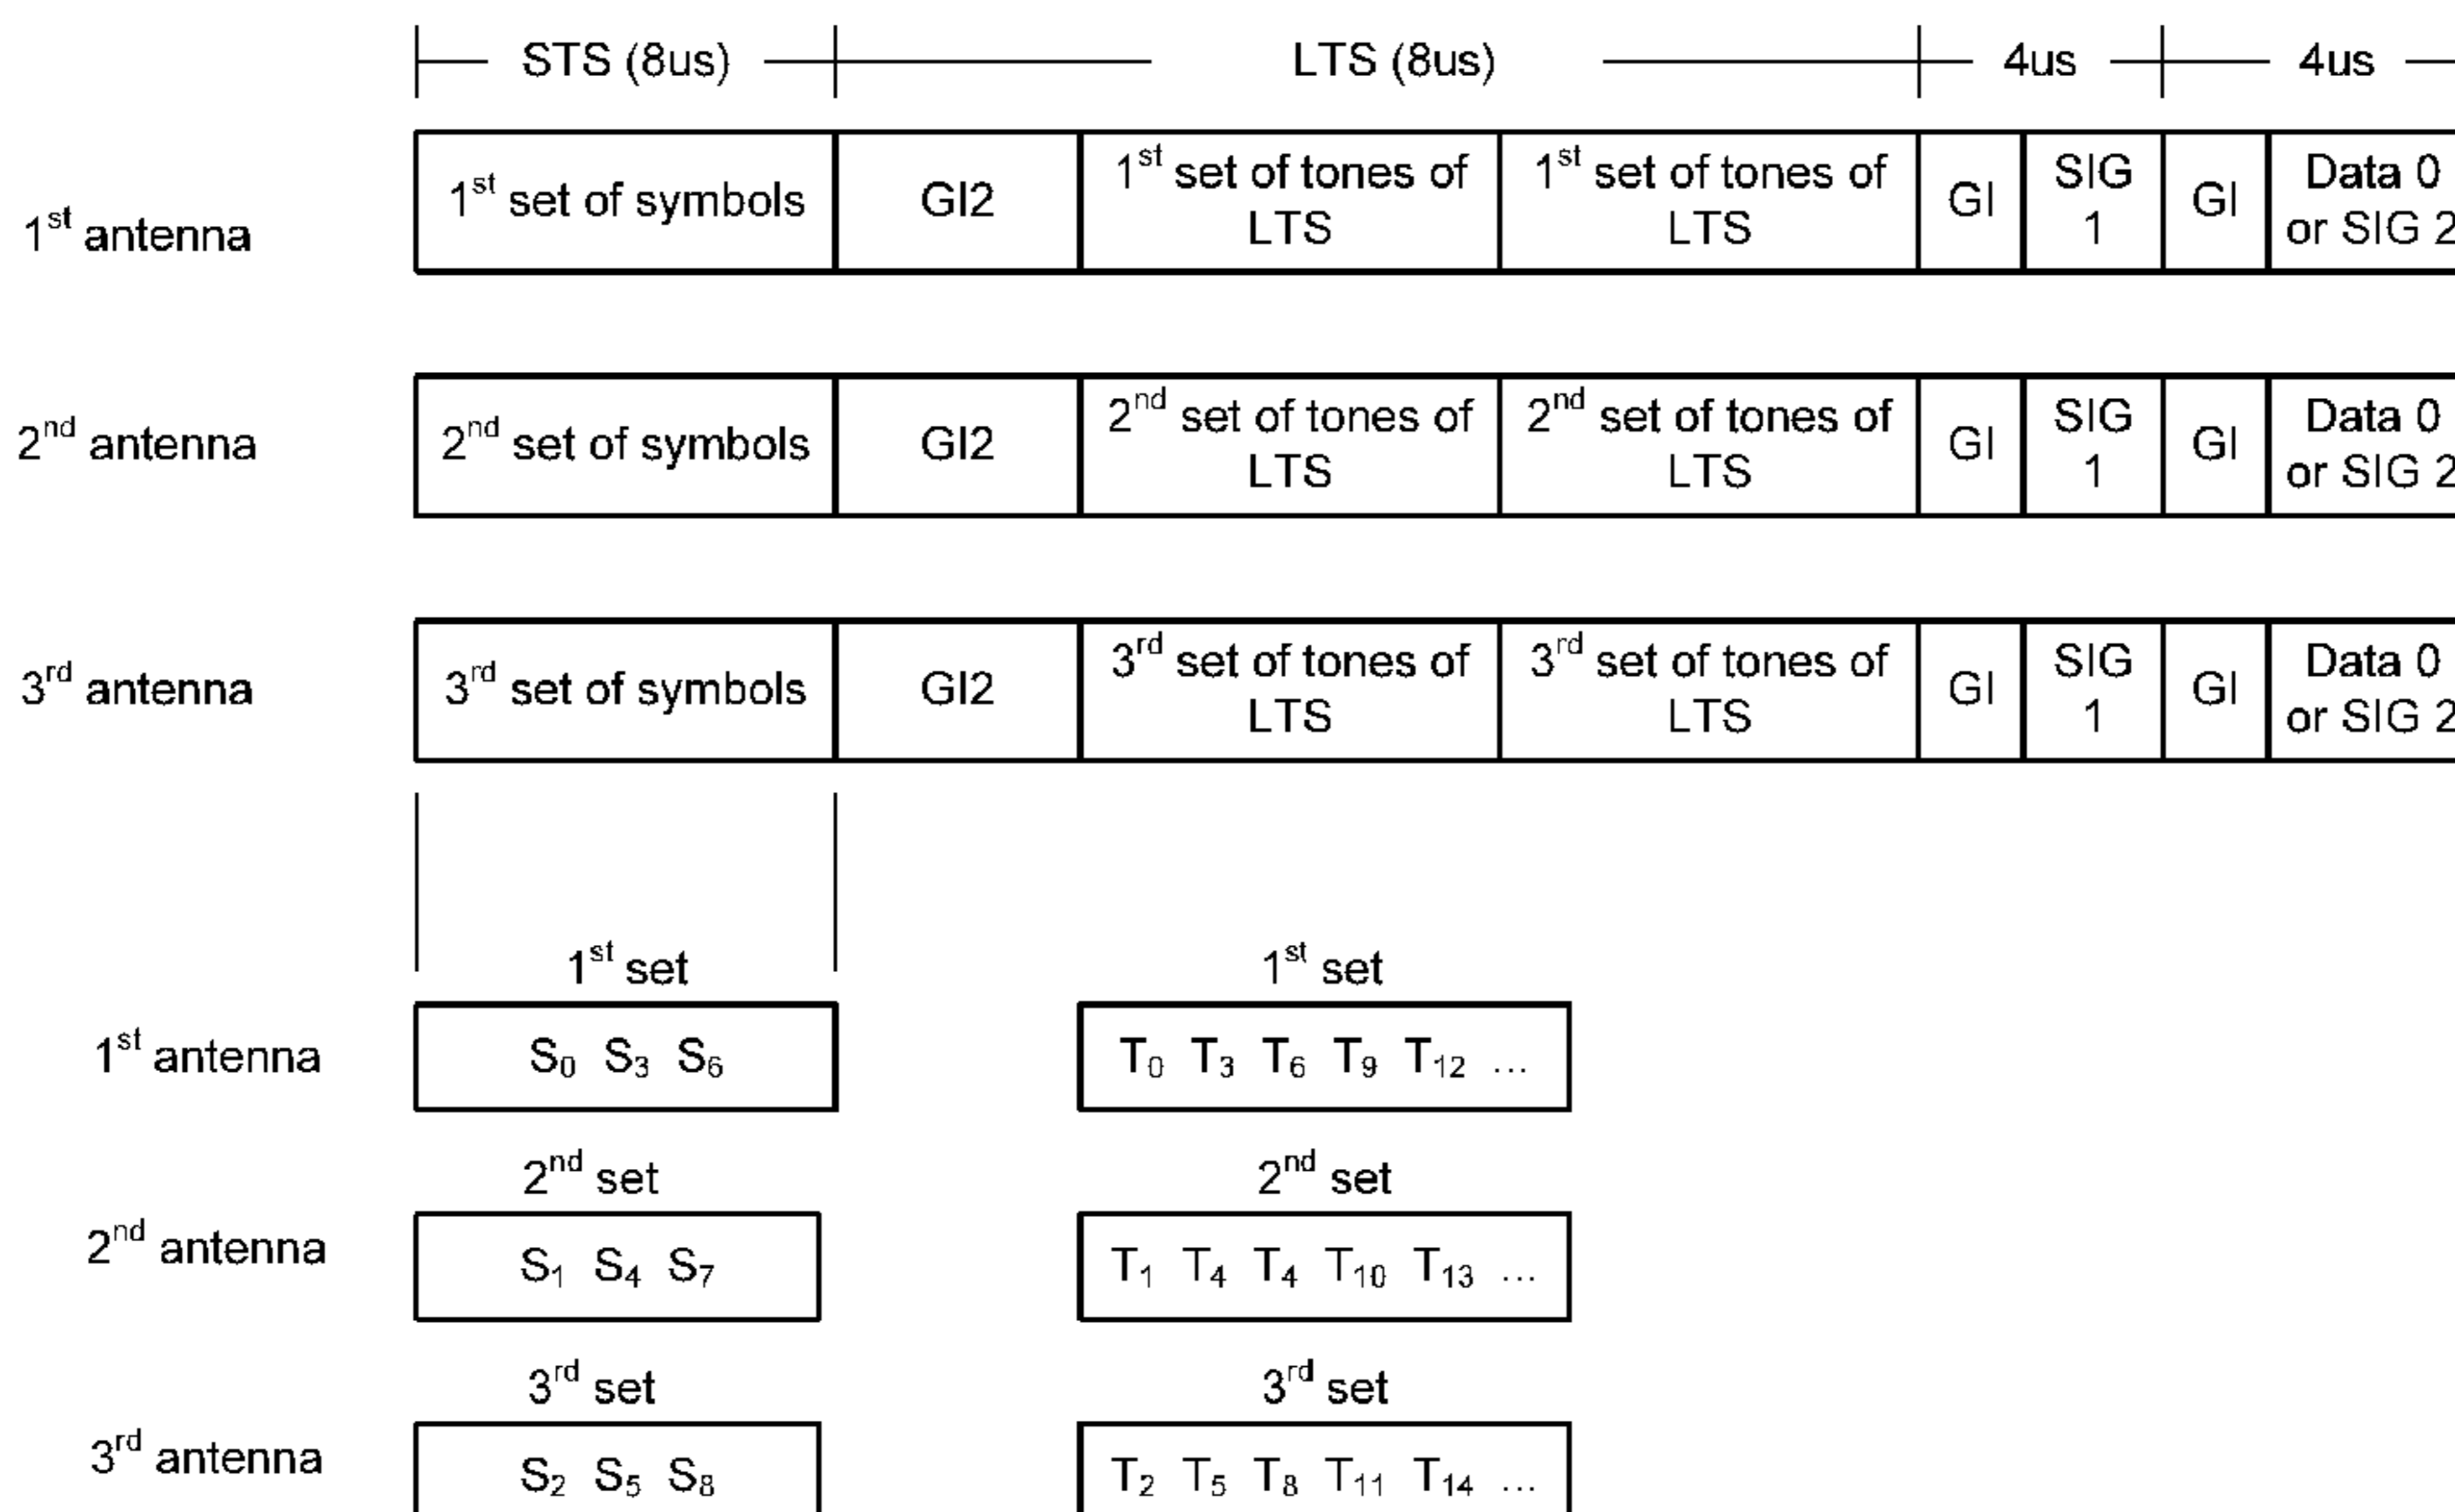 STS (8us) LTS (8us) 4us 4us
1st antenna 1st set of symbols GI2 1st set of tones of LTS 1st set of tones of LTS GI SIG 1 GI Data 0 or SIG 2
2nd antenna 2nd set of symbols GI2 2nd set of tones of LTS 2nd set of tones of LTS GI SIG 1 GI Data 0 or SIG 2
3rd antenna 3rd set of symbols GI2 3rd set of tones of LTS 3rd set of tones of LTS GI SIG 1 GI Data 0 or SIG 2
1st set 1st set
1st antenna S0 S3 S6 T0 T3 T6 T9 T12 ...
2nd set 2nd set
2nd antenna S1 S4 S7 T1 T4 T4 T10 T13 ...
3rd set 3rd set
3rd antenna S2 S5 S8 T2 T5 T8 T11 T14 ...